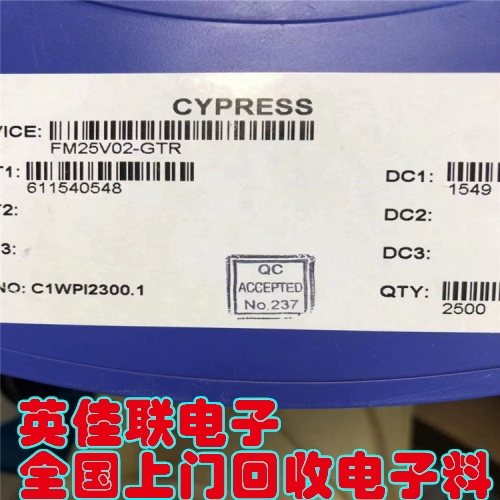 CYPRESS
VICE:
FM25V02-GTR
T1:
611540548
DC1:
1549
T2:
DC2:
3:
DC3:
NO: C1WPI2300.1
QC
ACCEPTED
No.237
QTY:
2500
英佳联电子
全国上门回收电子料